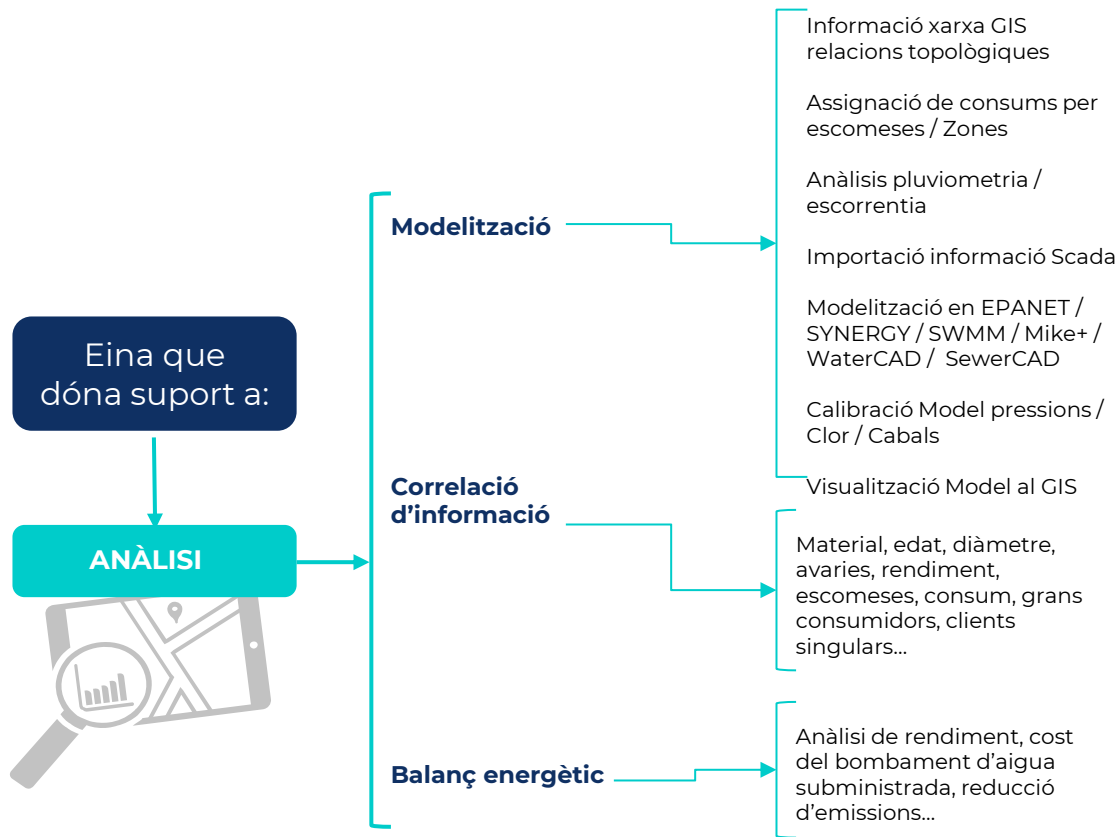 Eina que
dóna suport a:
ANÀLISI
Modelització
Informació xarxa GIS
relacions topològiques
Assignació de consums per
escomeses / Zones
Anàlisis pluviometria /
escorrentia
Importació informació Scada
Modelització en EPANET /
SYNERGY / SWMM / Mike+ /
WaterCAD / SewerCAD
Calibració Model pressions /
Clor / Cabals
Visualització Model al GIS
Correlació
d'informació
Material, edat, diàmetre,
avaries, rendiment,
escomeses, consum, grans
consumidors, clients
singulars…
Balanç energètic
Anàlisi de rendiment, cost
del bombament d'aigua
subministrada, reducció
d'emissions…